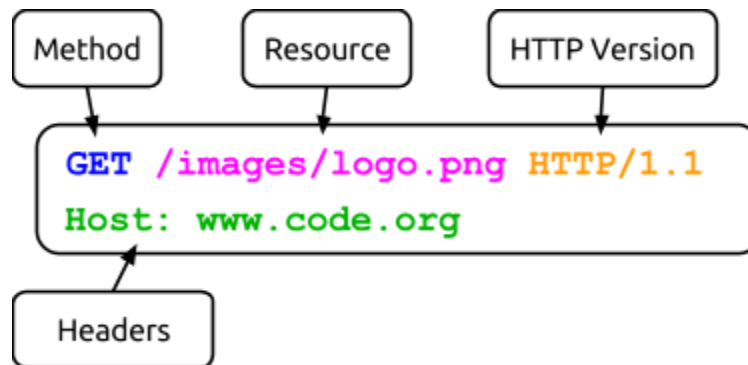 Method
Resource
HTTP Version
GET /images/logo.png HTTP/1.1
Host: www.code.org
Headers